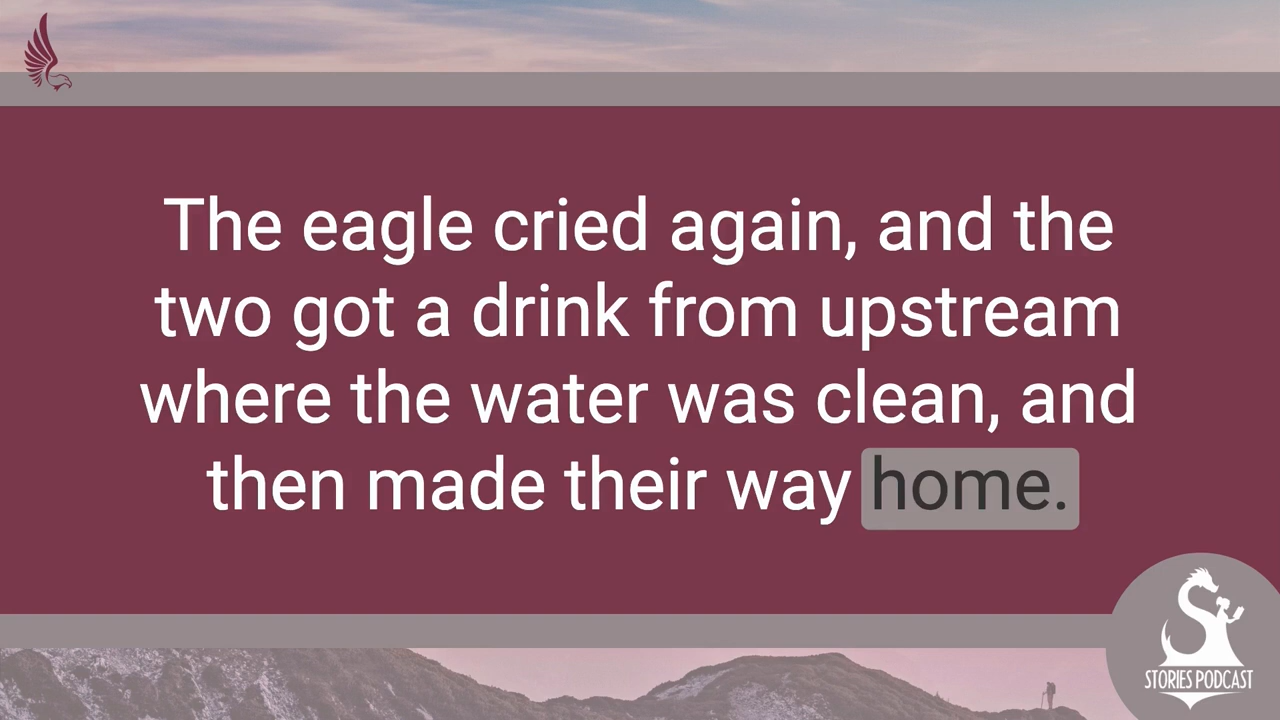 The eagle cried again, and the
two got a drink from upstream
where the water was clean, and
then made their way home.
STORIES PODCAST